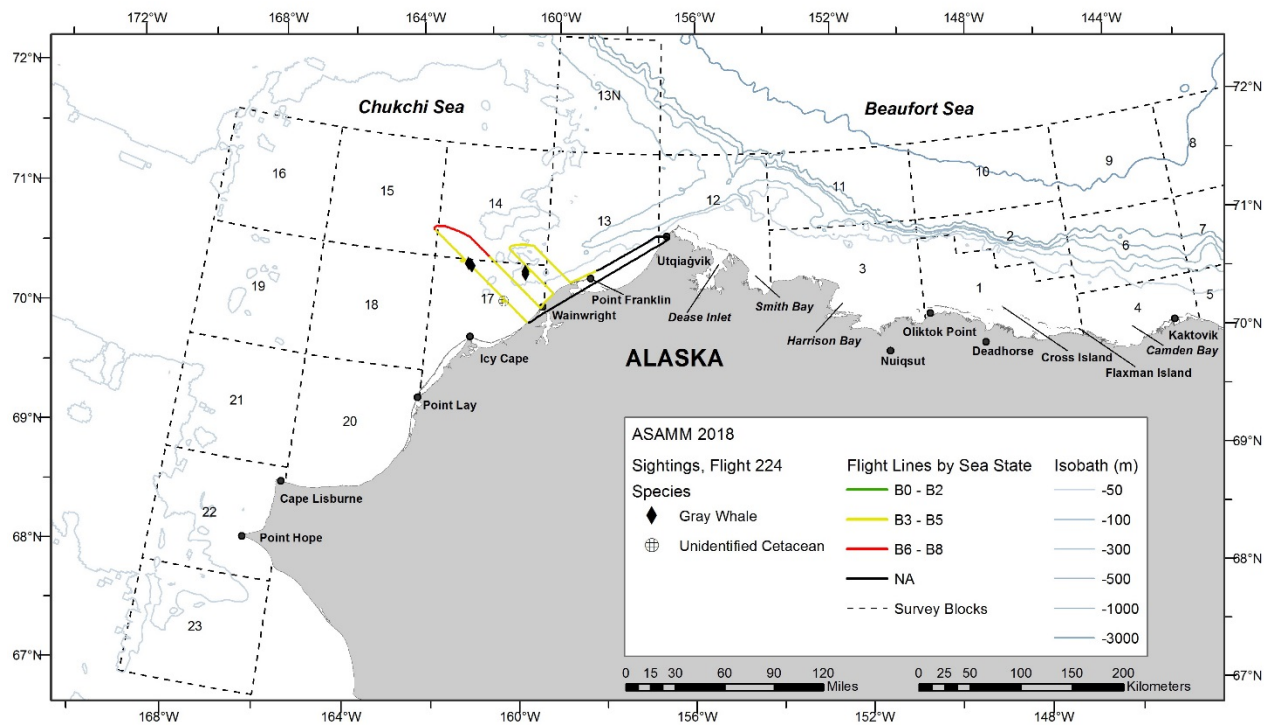 172°W 168°W 164°W 160°W 156°W 152°W 148°W 144°W
72°N
72°N
Chukchi Sea
Beaufort Sea
13N
8
9
10
16
15
14
11
12
13
71°N
71°N
7
6
2
3
19
18
17
1
5
4
Utqiaġvik
Point Franklin
Wainwright
Dease Inlet
Smith Bay
Harrison Bay
70°N
70°N
Oliktok Point
Kaktovik
Icy Cape
Nuiqsut
Deadhorse
Cross Island
Camden Bay
Flaxman Island
ALASKA
21
20
Point Lay
69°N
69°N
Cape Lisburne
22
Point Hope
68°N
68°N
23
67°N
67°N
ASAMM 2018
Sightings, Flight 224
Species
Gray Whale
Unidentified Cetacean
Flight Lines by Sea State
B0 - B2
B3 - B5
B6 - B8
NA
Survey Blocks
Isobath (m)
-50
-100
-300
-500
-1000
-3000
0 15 30 60 90 120
Miles
0 25 50 100 150 200
Kilometers
168°W 164°W 160°W 156°W 152°W 148°W